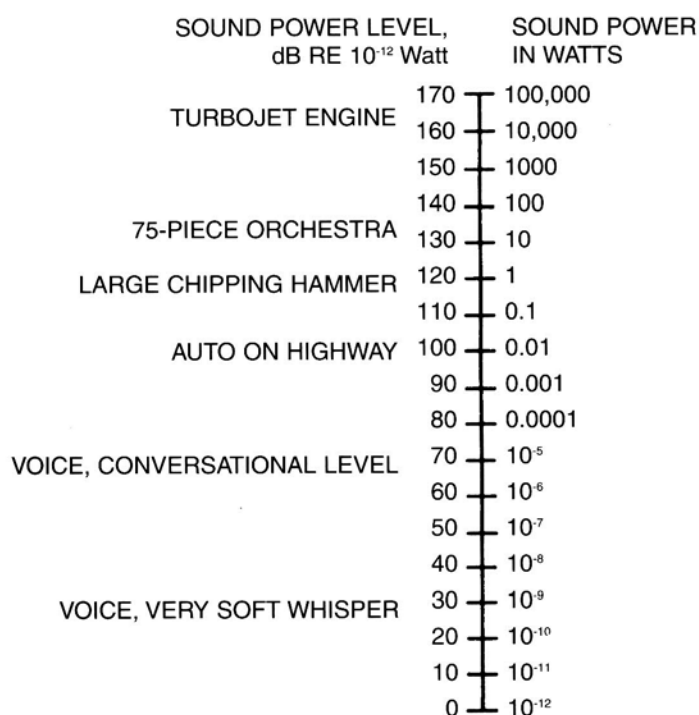 SOUND POWER LEVEL, SOUND POWER
dB RE 10⁻¹² Watt IN WATTS
170 100,000
TURBOJET ENGINE
160 10,000
150 1000
140 100
75-PIECE ORCHESTRA
130 10
LARGE CHIPPING HAMMER 120 1
110 0.1
AUTO ON HIGHWAY 100 0.01
90 0.001
80 0.0001
VOICE, CONVERSATIONAL LEVEL 70 10⁻⁵
60 10⁻⁶
50 10⁻⁷
40 10⁻⁸
VOICE, VERY SOFT WHISPER 30 10⁻⁹
20 10⁻¹⁰
10 10⁻¹¹
0 10⁻¹²